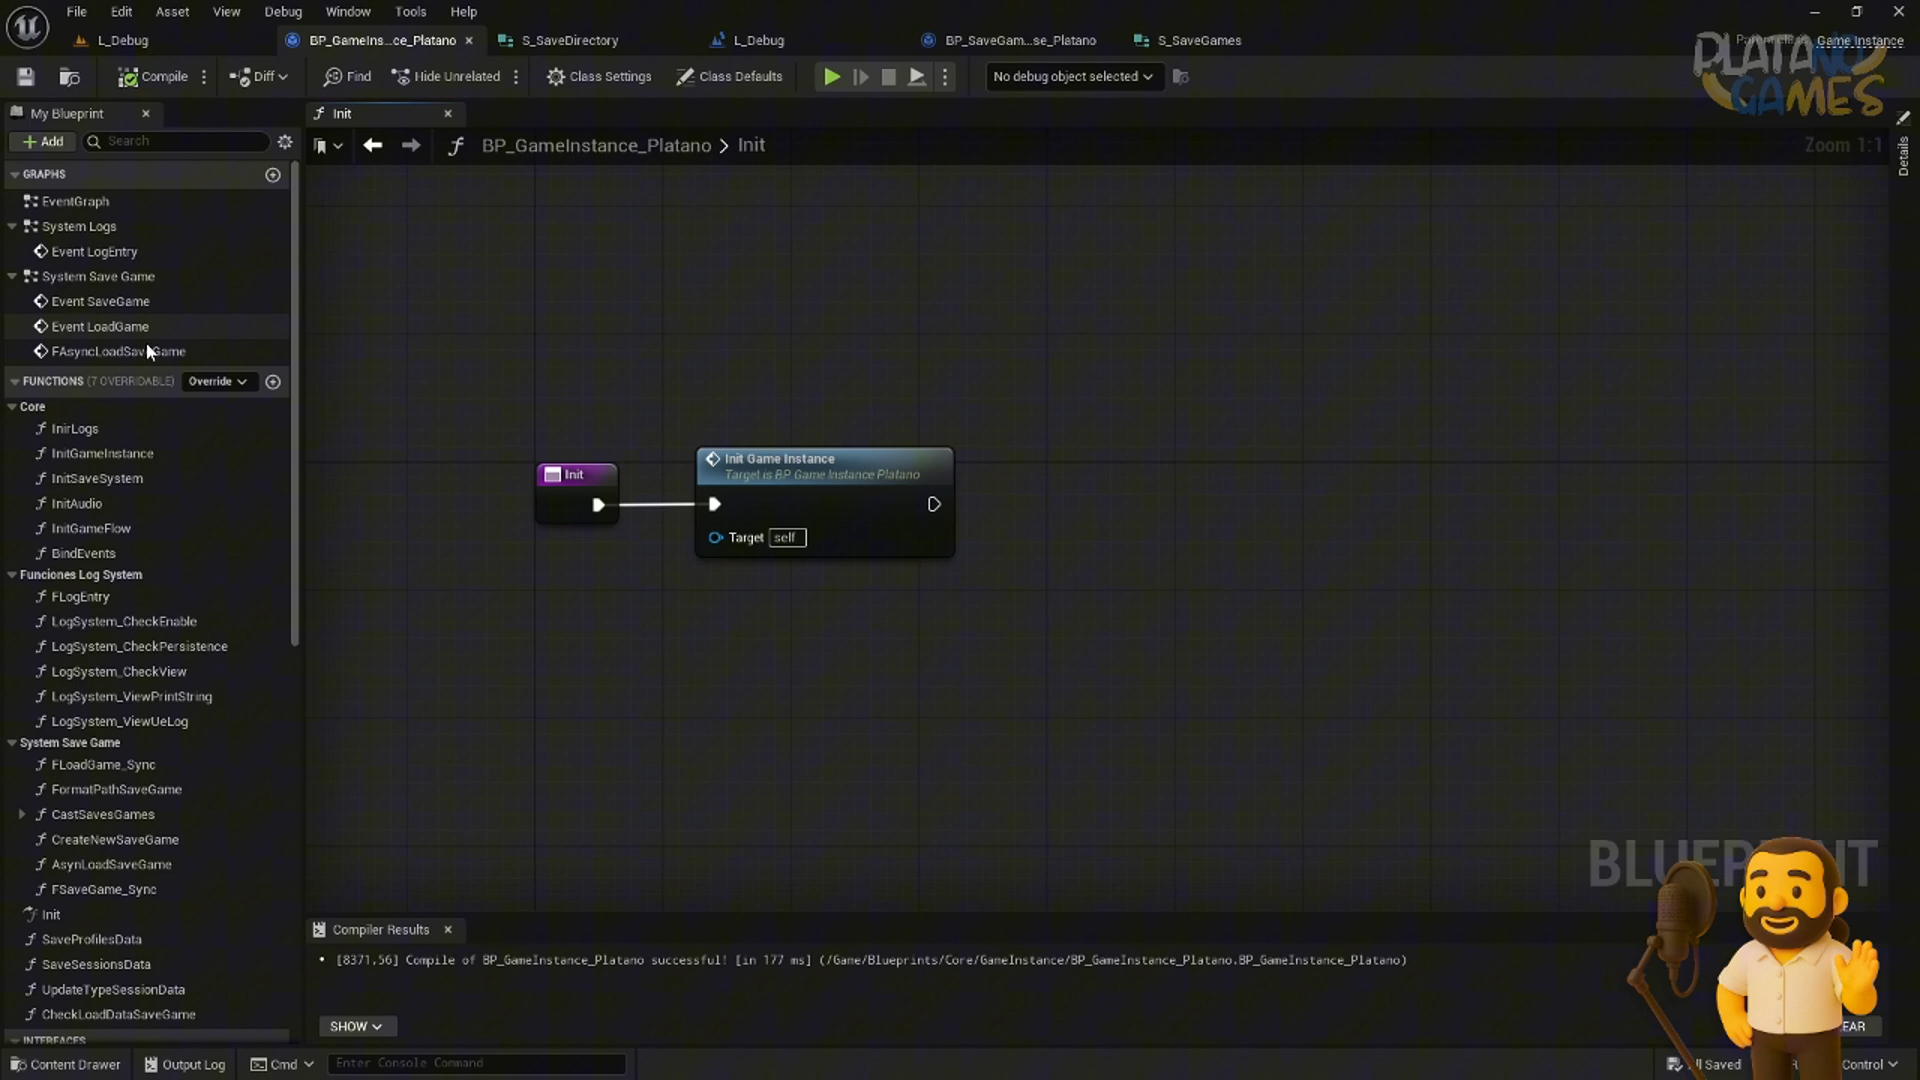 File Edit View Asset Debug Window Tools Help
L_Debug BP_GameIns...ce_Platano S_SaveDirectory L_Debug BP_SaveGam...se_Platano S_SaveGames Game Instance
Compile Diff Find Hide Unrelated Class Settings Class Defaults No debug object selected
PLATANO GAMES
My Blueprint Init
Add Search
BP_GameInstance_Platano > Init Zoom 1:1
Details
GRAPHS
EventGraph
System Logs
Event LogEntry
System Save Game
Event SaveGame
Event LoadGame
FAsyncLoadSaveGame
FUNCTIONS (7 OVERRIDABLE) Override
Core
InirLogs
InitGameInstance
InitSaveSystem
InitAudio
InitGameFlow
BindEvents
Funciones Log System
FLogEntry
LogSystem_CheckEnable
LogSystem_CheckPersistence
LogSystem_CheckView
LogSystem_ViewPrintString
LogSystem_ViewUeLog
System Save Game
FLoadGame_Sync
FormatPathSaveGame
CastSavesGames
CreateNewSaveGame
AsynLoadSaveGame
FSaveGame_Sync
Init
SaveProfilesData
SaveSessionsData
UpdateTypeSessionData
CheckLoadDataSaveGame
INTERFACES
Init
Init Game Instance
Target is BP Game Instance Platano
Target self
Compiler Results
[8371,56] Compile of BP_GameInstance_Platano successful! [in 177 ms] (/Game/Blueprints/Core/GameInstance/BP_GameInstance_Platano.BP_GameInstance_Platano)
SHOW
Content Drawer Output Log Cmd Enter Console Command Saved Control